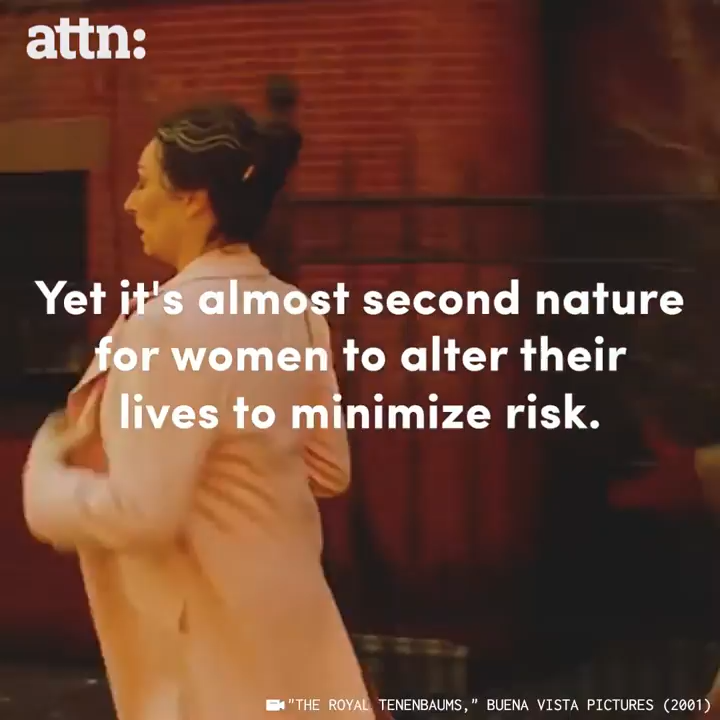 attn:
Yet it's almost second nature
for women to alter their
lives to minimize risk.
"THE ROYAL TENENBAUMS," BUENA VISTA PICTURES (2001)